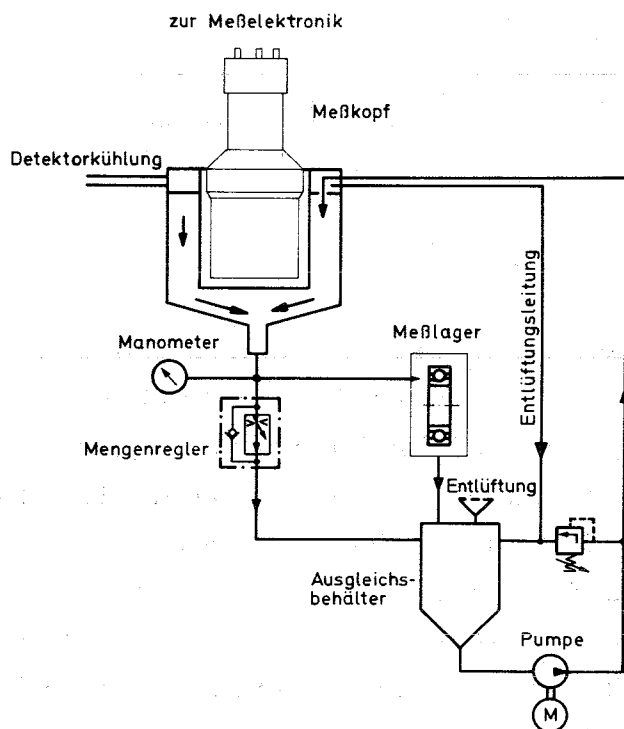 zur Meßelektronik
Meßkopf
Detektorkühlung
Entlüftungsleitung
Meßlager
Manometer
Mengenregler
Entlüftung
Ausgleichs-
behälter
Pumpe
M